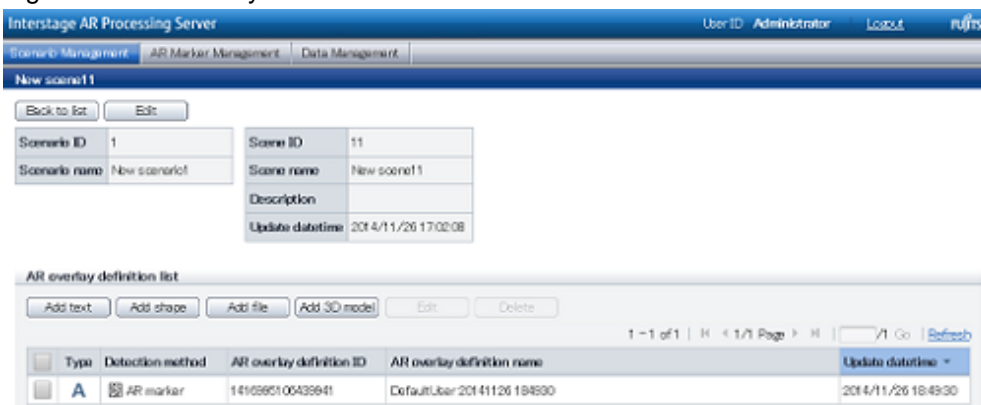 Interstage AR Processing Server User ID Administrator Logout
Scenario Management AR Marker Management Data Management
New scene11
Back to list Edit
Scenario ID 1 Scene ID 11
Scenario name New scenario1 Scene name New scene11
Description
Update datetime 2014/11/26 17:02:08
AR overlay definition list
Add text Add shape Add file Add 3D model Edit Delete
1 - 1 of 1 1/1 Page /1 Go Refresh
Type Detection method AR overlay definition ID AR overlay definition name Update datetime
A AR marker DefaultUser 20141126 184930 2014/11/26 18:49:30